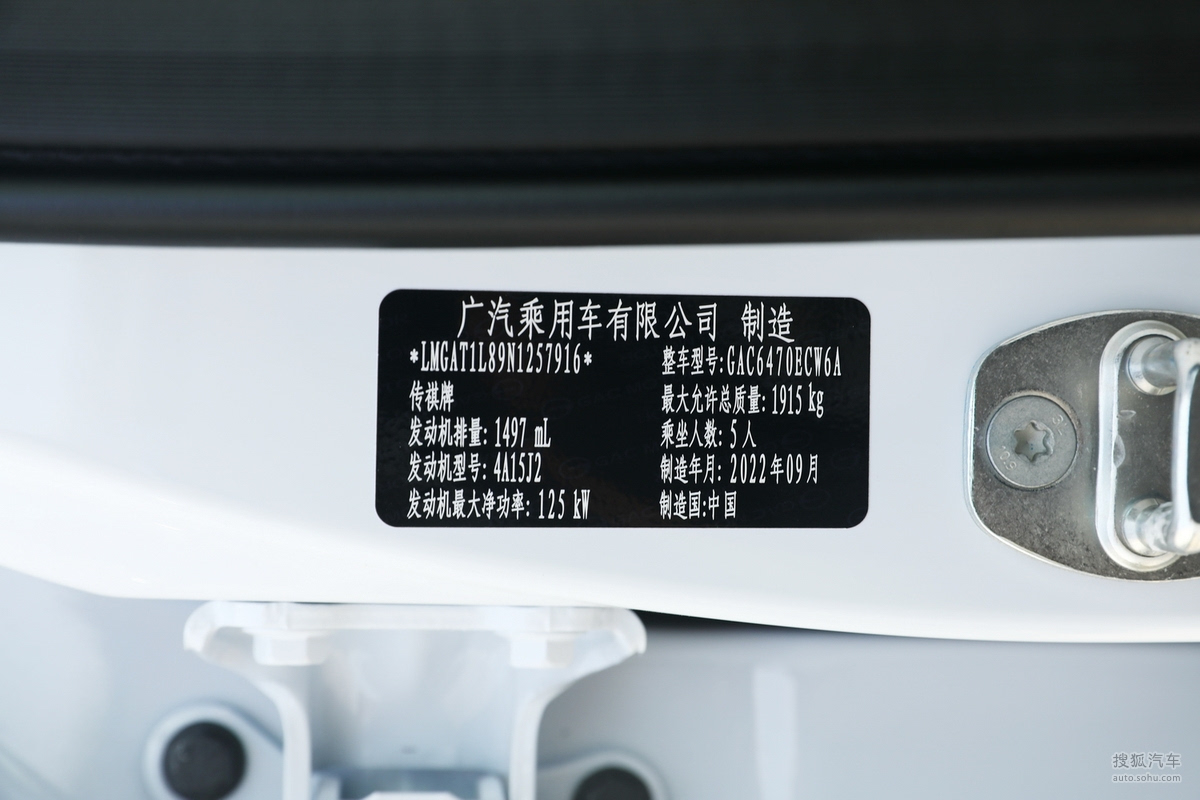 广汽乘用车有限公司 制造
*LMGAT1L89N1257916*
传祺牌
发动机排量: 1497 mL
发动机型号: 4A15J2
发动机最大净功率: 125 kW
整车型号: GAC6470ECW6A
最大允许总质量: 1915 kg
乘坐人数: 5人
制造年月: 2022年09月
制造国:中国
搜狐汽车
auto.sohu.com